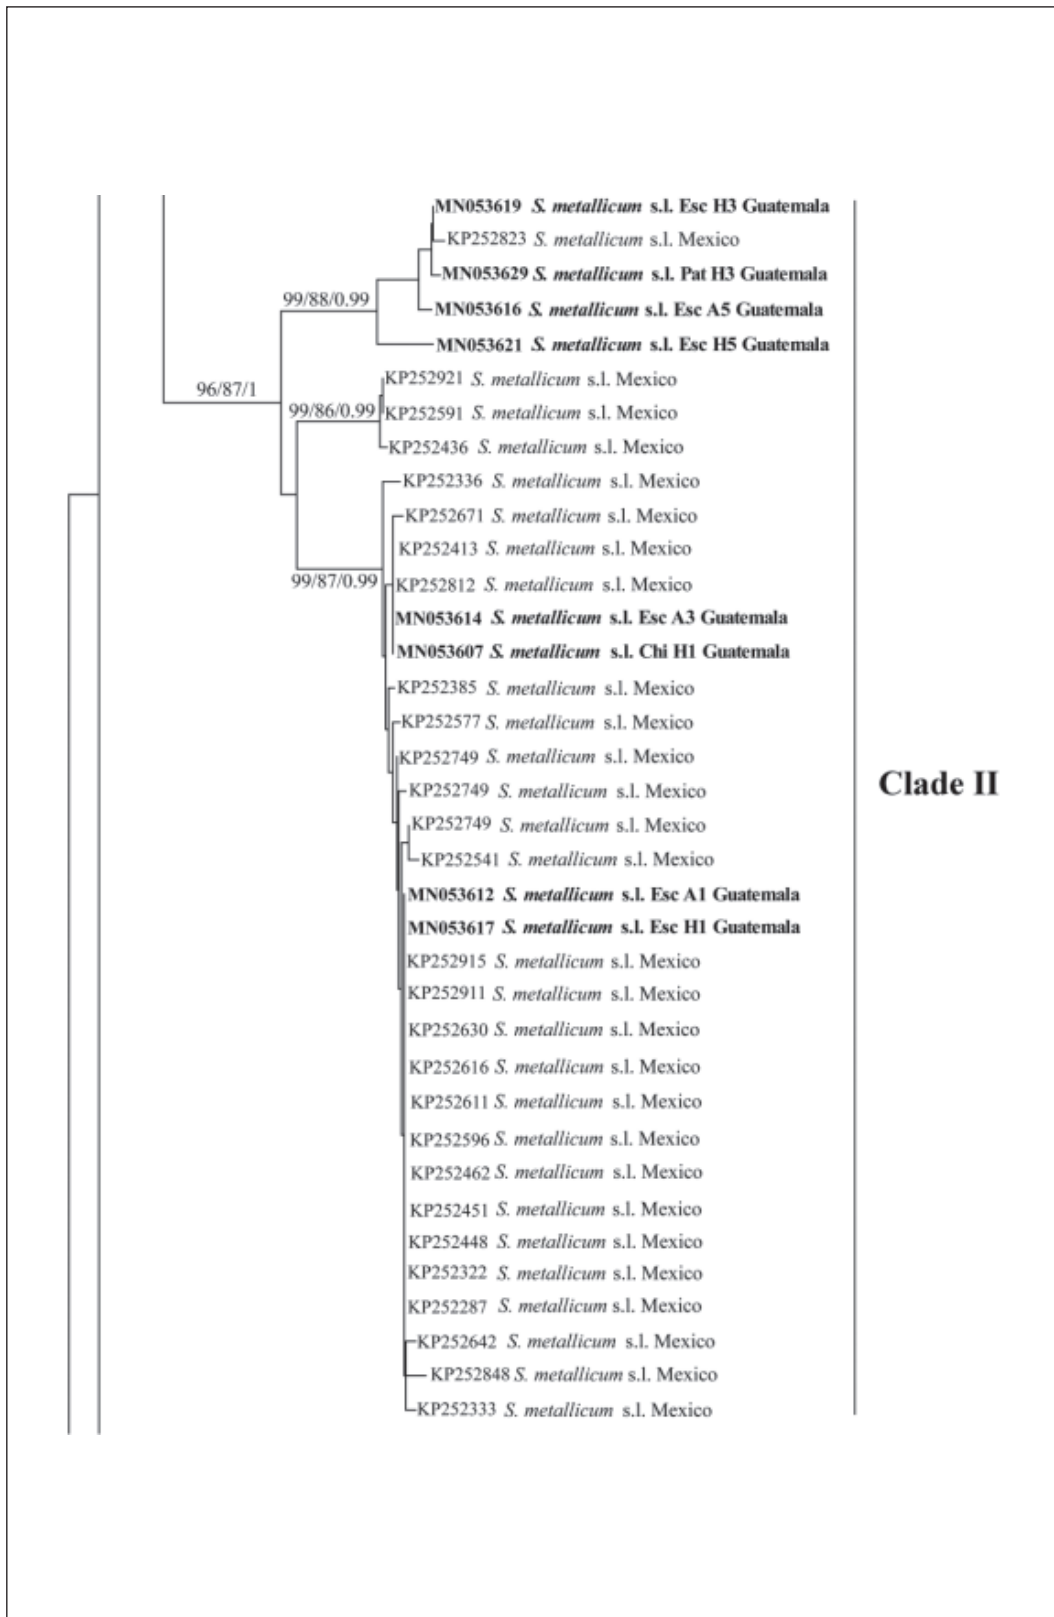 MN053619 S. metallicum s.l. Esc H3 Guatemala
KP252823 S. metallicum s.l. Mexico
MN053629 S. metallicum s.l. Pat H3 Guatemala
99/88/0.99
MN053616 S. metallicum s.l. Esc A5 Guatemala
MN053621 S. metallicum s.l. Esc H5 Guatemala
KP252921 S. metallicum s.l. Mexico
96/87/1
99/86/0.99
KP252591 S. metallicum s.l. Mexico
KP252436 S. metallicum s.l. Mexico
KP252336 S. metallicum s.l. Mexico
KP252671 S. metallicum s.l. Mexico
KP252413 S. metallicum s.l. Mexico
99/87/0.99
KP252812 S. metallicum s.l. Mexico
MN053614 S. metallicum s.l. Esc A3 Guatemala
MN053607 S. metallicum s.l. Chi H1 Guatemala
KP252385 S. metallicum s.l. Mexico
KP252577 S. metallicum s.l. Mexico
KP252749 S. metallicum s.l. Mexico
Clade II
KP252749 S. metallicum s.l. Mexico
KP252749 S. metallicum s.l. Mexico
KP252541 S. metallicum s.l. Mexico
MN053612 S. metallicum s.l. Esc A1 Guatemala
MN053617 S. metallicum s.l. Esc H1 Guatemala
KP252915 S. metallicum s.l. Mexico
KP252911 S. metallicum s.l. Mexico
KP252630 S. metallicum s.l. Mexico
KP252616 S. metallicum s.l. Mexico
KP252611 S. metallicum s.l. Mexico
KP252596 S. metallicum s.l. Mexico
KP252462 S. metallicum s.l. Mexico
KP252451 S. metallicum s.l. Mexico
KP252448 S. metallicum s.l. Mexico
KP252322 S. metallicum s.l. Mexico
KP252287 S. metallicum s.l. Mexico
KP252642 S. metallicum s.l. Mexico
KP252848 S. metallicum s.l. Mexico
KP252333 S. metallicum s.l. Mexico